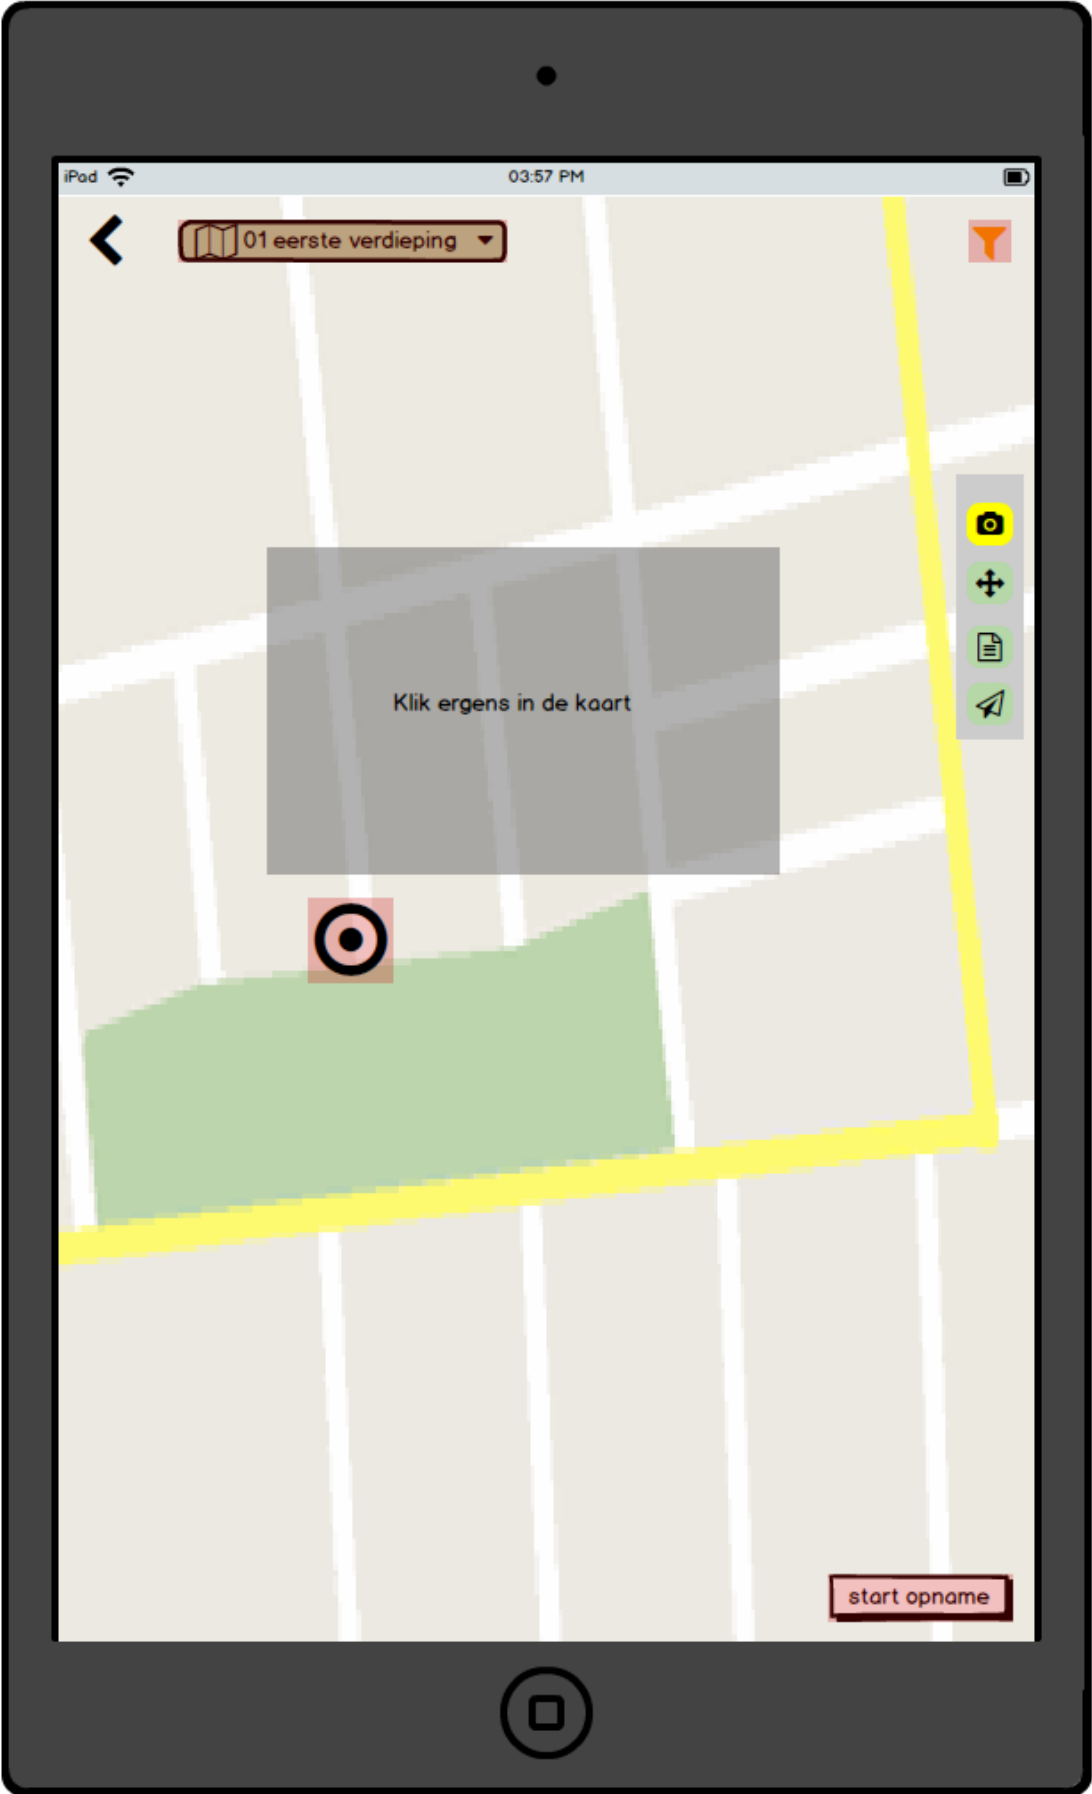 iPad
03:57 PM
01 eerste verdieping
Klik ergens in de kaart
start opname